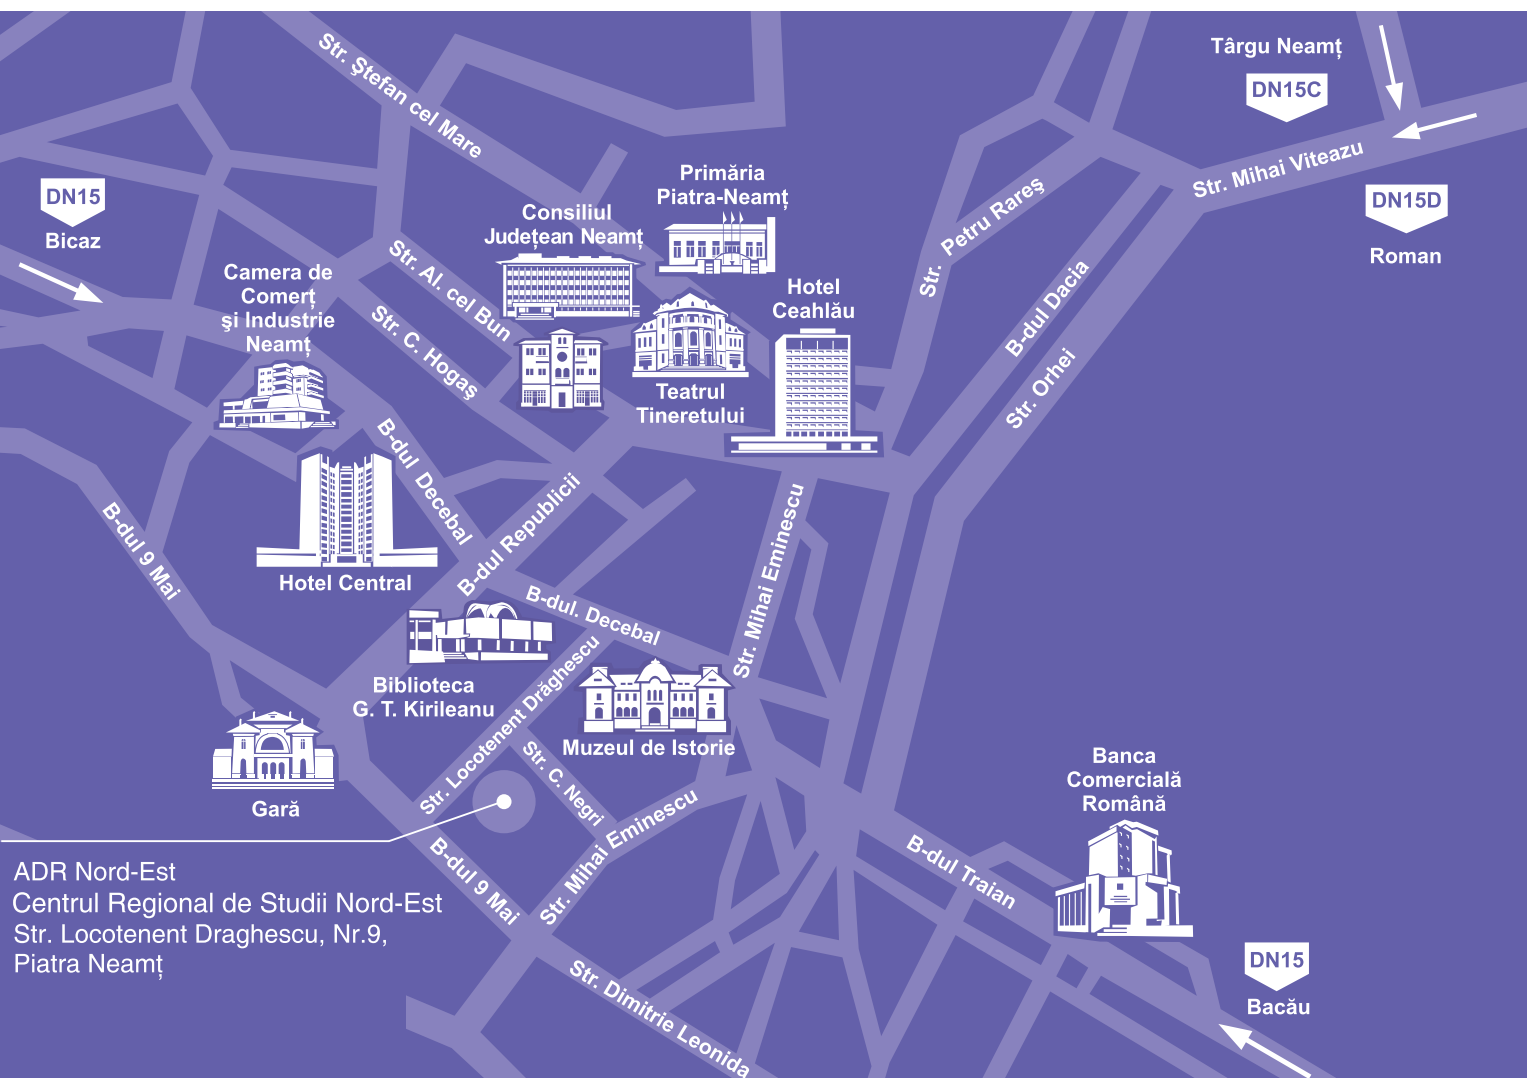 Str. Ştefan cel Mare
Târgu Neamț
DN15C
Str. Mihai Viteazu
DN15D
Roman
DN15
Bicaz
Primăria
Piatra-Neamț
Consiliul
Județean Neamț
Str. Petru Rareş
Str. Al. cel Bun
Camera de
Comerț
şi Industrie
Neamț
Hotel
Ceahlău
B-dul Dacia
Str. Orhei
Str. C. Hogaş
Teatrul
Tineretului
B-dul Decebal
B-dul Republicii
Str. Mihai Eminescu
B-dul 9 Mai
Hotel Central
B-dul. Decebal
Biblioteca
G. T. Kirileanu
Str. Locotenent Drăghescu
Muzeul de Istorie
Str. C. Negri
Gară
Banca
Comercială
Română
Str. Mihai Eminescu
B-dul 9 Mai
B-dul Traian
ADR Nord-Est
Centrul Regional de Studii Nord-Est
Str. Locotenent Draghescu, Nr.9,
Piatra Neamț
Str. Dimitrie Leonida
DN15
Bacău